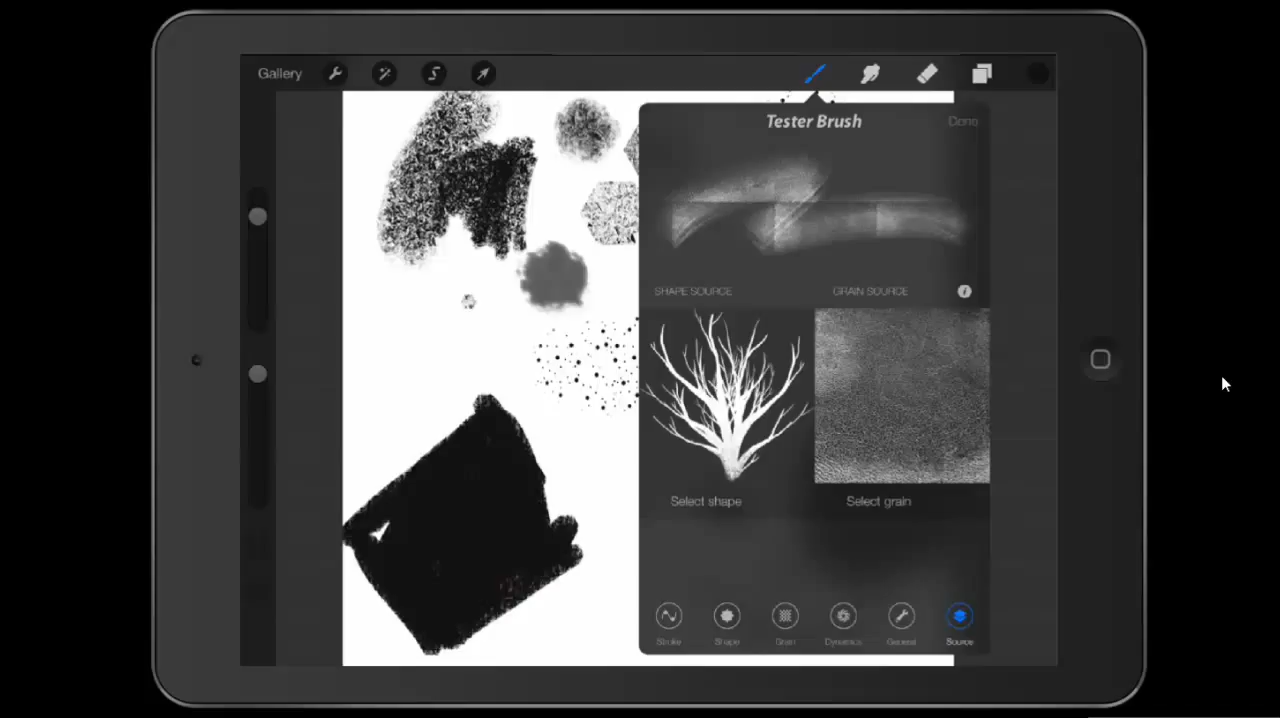 Gallery
Tester Brush
Done
SHAPE SOURCE
GRAIN SOURCE
Select shape
Select grain
Stroke
Shape
Grain
Dynamics
General
Source